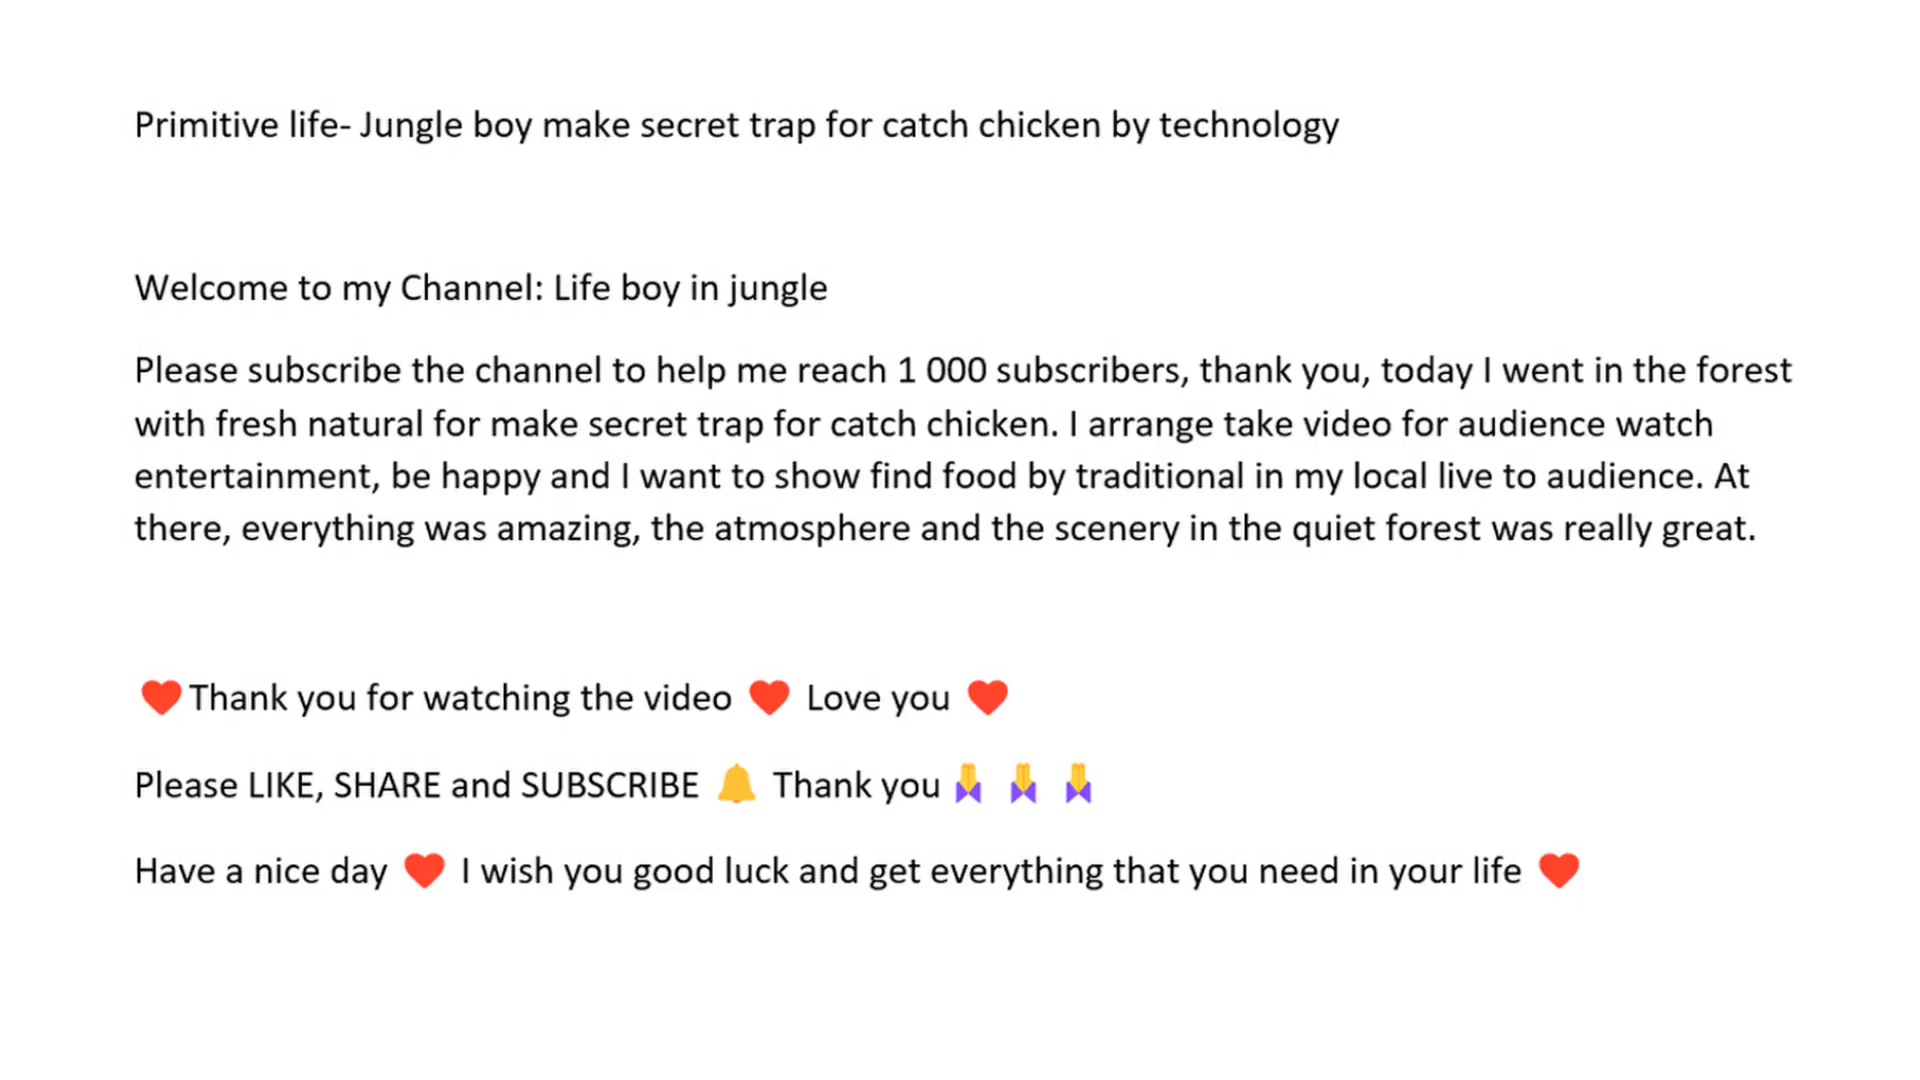 Primitive life- Jungle boy make secret trap for catch chicken by technology
Welcome to my Channel: Life boy in jungle
Please subscribe the channel to help me reach 1 000 subscribers, thank you, today I went in the forest
with fresh natural for make secret trap for catch chicken. I arrange take video for audience watch
entertainment, be happy and I want to show find food by traditional in my local live to audience. At
there, everything was amazing, the atmosphere and the scenery in the quiet forest was really great.
❤️Thank you for watching the video ❤️ Love you ❤️
Please LIKE, SHARE and SUBSCRIBE 🔔 Thank you 🙏 🙏 🙏
Have a nice day ❤️ I wish you good luck and get everything that you need in your life ❤️